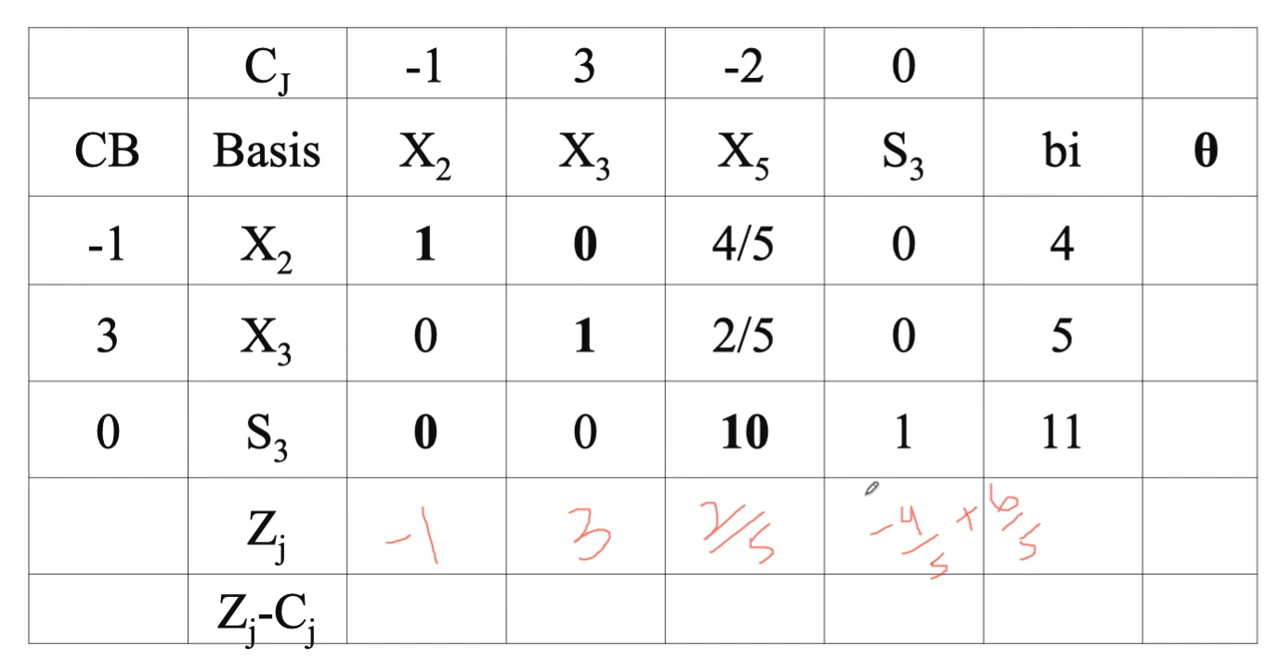 C_J -1 3 -2 0
CB Basis X_2 X_3 X_5 S_3 bi θ
-1 X_2 1 0 4/5 0 4
3 X_3 0 1 2/5 0 5
0 S_3 0 0 10 1 11
Z_j -1 3 2/5 -4/5 + 6/5
Z_j-C_j